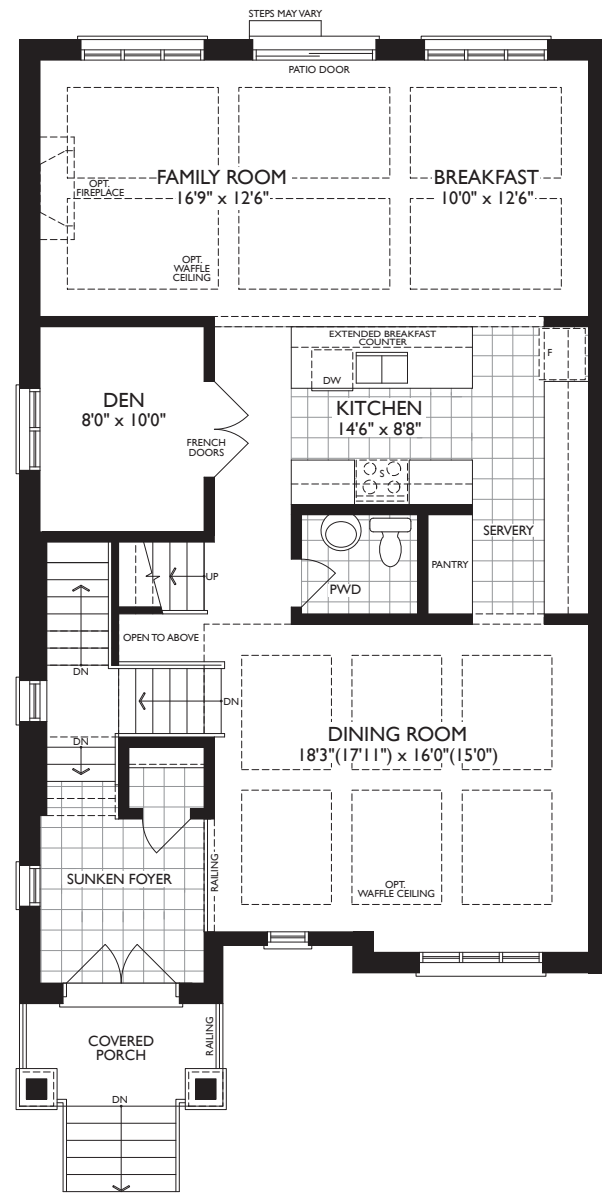 STEPS MAY VARY
PATIO DOOR
OPT.
FIREPLACE
FAMILY ROOM
16'9" x 12'6"
BREAKFAST
10'0" x 12'6"
OPT.
WAFFLE
CEILING
EXTENDED BREAKFAST
COUNTER
F
DW
DEN
8'0" x 10'0"
KITCHEN
14'6" x 8'8"
FRENCH
DOORS
S
SERVERY
PANTRY
UP
PWD
OPEN TO ABOVE
DN
DN
DN
DINING ROOM
18'3"(17'11") x 16'0"(15'0")
SUNKEN FOYER
RAILING
OPT.
WAFFLE CEILING
COVERED
PORCH
RAILING
DN